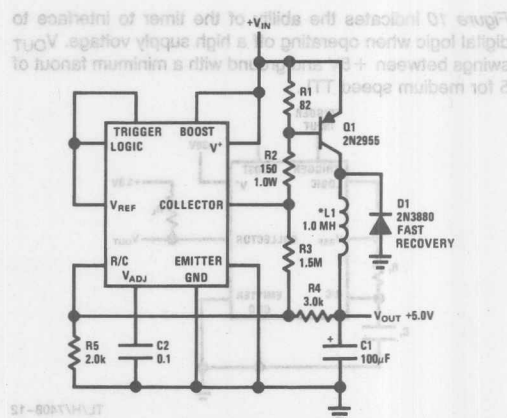 Figure 10 indicates the ability of the timer to interface to
digital logic when operating off a high supply voltage. VOUT
swings between +5V and ground with a minimum fanout of
5 for medium speed TTL
+VIN
R1
82
TRIGGER BOOST
LOGIC V+
Q1
2N2955
R2
150
1.0W
VREF COLLECTOR
*L1
1.0 MH
D1
2N3880
FAST
RECOVERY
R/C EMITTER
VADJ GND
R3
1.5M
R4
3.0k
VOUT +5.0V
R5
2.0k
C2
0.1
+
C1
100µF
TL/H/7408-12